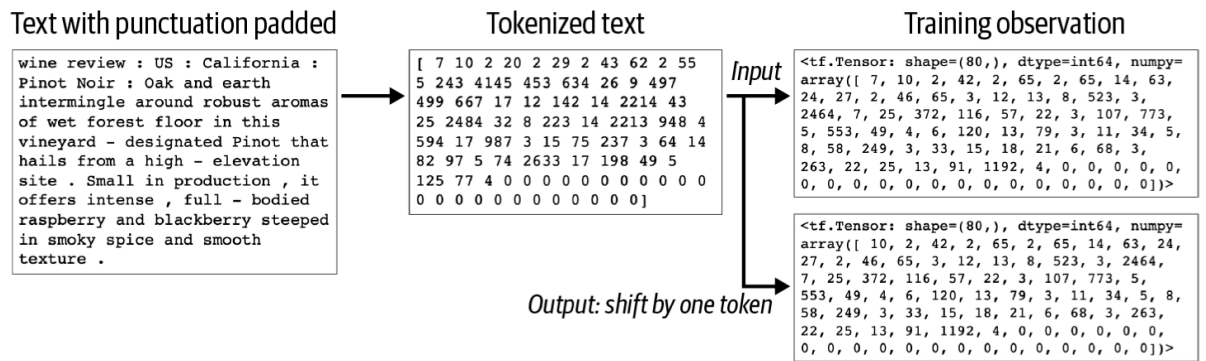 Text with punctuation padded
wine review : US : California :
Pinot Noir : Oak and earth
intermingle around robust aromas
of wet forest floor in this
vineyard - designated Pinot that
hails from a high - elevation
site . Small in production , it
offers intense , full - bodied
raspberry and blackberry steeped
in smoky spice and smooth
texture .
Tokenized text
[ 7 10 2 20 2 29 2 43 62 2 55
5 243 4145 453 634 26 9 497
499 667 17 12 142 14 2214 43
25 2484 32 8 223 14 2213 948 4
594 17 987 3 15 75 237 3 64 14
82 97 5 74 2633 17 198 49 5
125 77 4 0 0 0 0 0 0 0 0 0 0 0
0 0 0 0 0 0 0 0 0 0 0 0]
Input
Output: shift by one token
Training observation
<tf.Tensor: shape=(80,), dtype=int64, numpy=
array([ 7, 10, 2, 42, 2, 65, 2, 65, 14, 63,
24, 27, 2, 46, 65, 3, 12, 13, 8, 523, 3,
2464, 7, 25, 372, 116, 57, 22, 3, 107, 773,
5, 553, 49, 4, 6, 120, 13, 79, 3, 11, 34, 5,
8, 58, 249, 3, 33, 15, 18, 21, 6, 68, 3,
263, 22, 25, 13, 91, 1192, 4, 0, 0, 0, 0, 0,
0, 0, 0, 0, 0, 0, 0, 0, 0, 0, 0, 0, 0, 0])>
<tf.Tensor: shape=(80,), dtype=int64, numpy=
array([ 10, 2, 42, 2, 65, 2, 65, 14, 63, 24,
27, 2, 46, 65, 3, 12, 13, 8, 523, 3, 2464,
7, 25, 372, 116, 57, 22, 3, 107, 773, 5,
553, 49, 4, 6, 120, 13, 79, 3, 11, 34, 5, 8,
58, 249, 3, 33, 15, 18, 21, 6, 68, 3, 263,
22, 25, 13, 91, 1192, 4, 0, 0, 0, 0, 0, 0,
0, 0, 0, 0, 0, 0, 0, 0, 0, 0, 0, 0, 0, 0])>